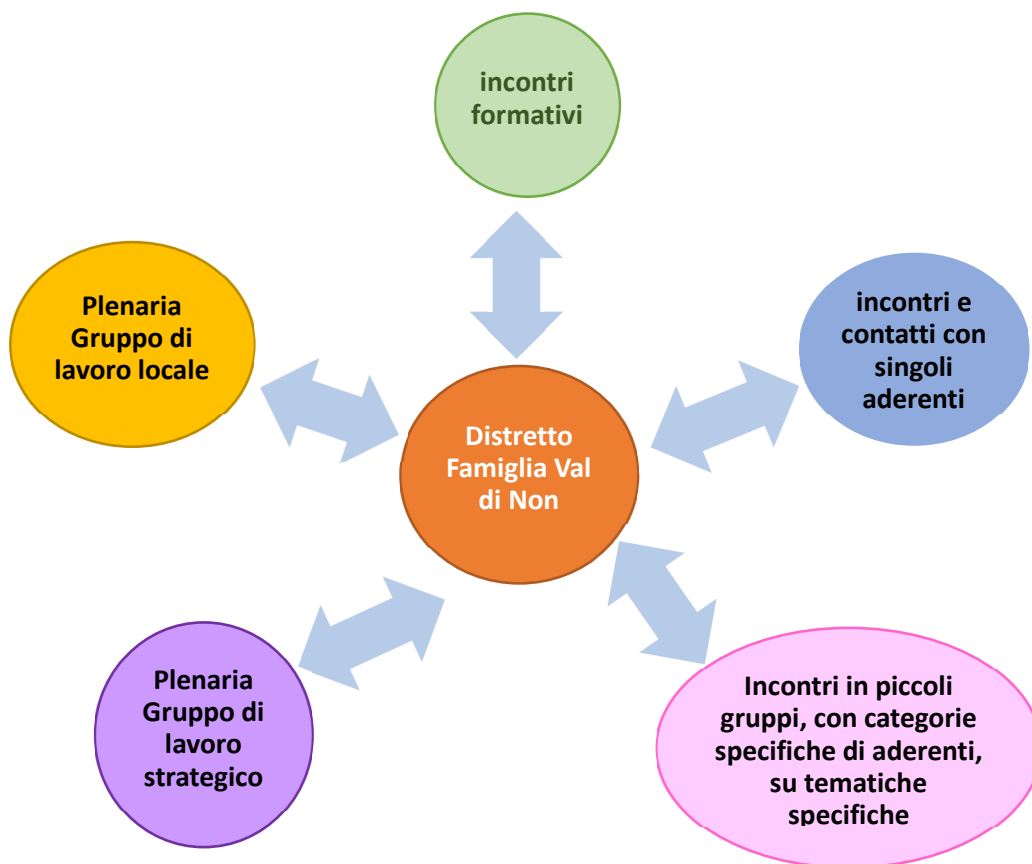 incontri
formativi
Plenaria
Gruppo di
lavoro locale
incontri e
contatti con
singoli
aderenti
Distretto
Famiglia Val
di Non
Plenaria
Gruppo di
lavoro
strategico
Incontri in piccoli
gruppi, con categorie
specifiche di aderenti,
su tematiche
specifiche